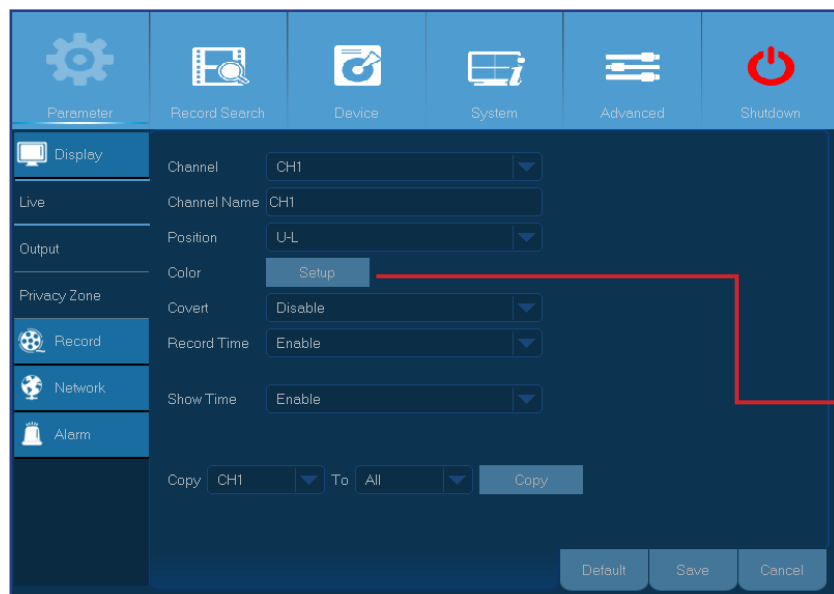 Parameter Record Search Device System Advanced Shutdown
Display
Live
Output
Privacy Zone
Record
Network
Alarm
Channel CH1
Channel Name CH1
Position U-L
Color Setup
Covert Disable
Record Time Enable
Show Time Enable
Copy CH1 To All Copy
Default Save Cancel